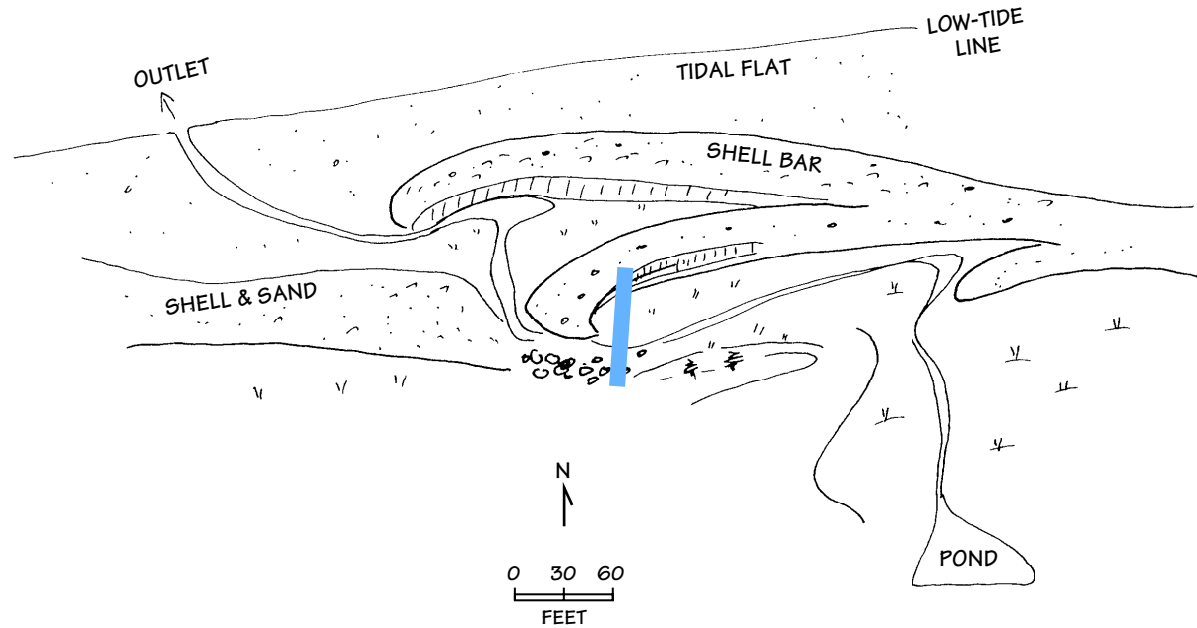 LOW-TIDE
LINE
OUTLET
TIDAL FLAT
SHELL BAR
SHELL & SAND
N
0 30 60
FEET
POND